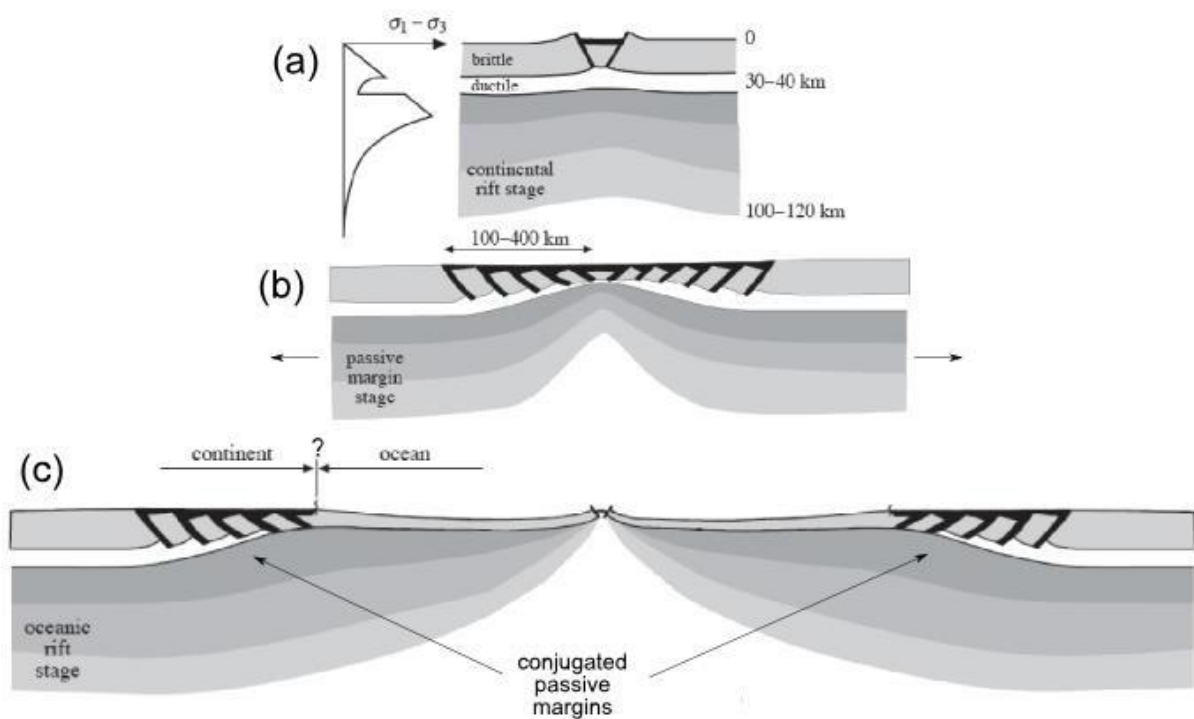 σ₁ − σ₃
(a)
0
brittle
30–40 km
ductile
continental
rift stage
100–120 km
100–400 km
(b)
passive
margin
stage
(c)
continent
?
ocean
oceanic
rift
stage
conjugated
passive
margins